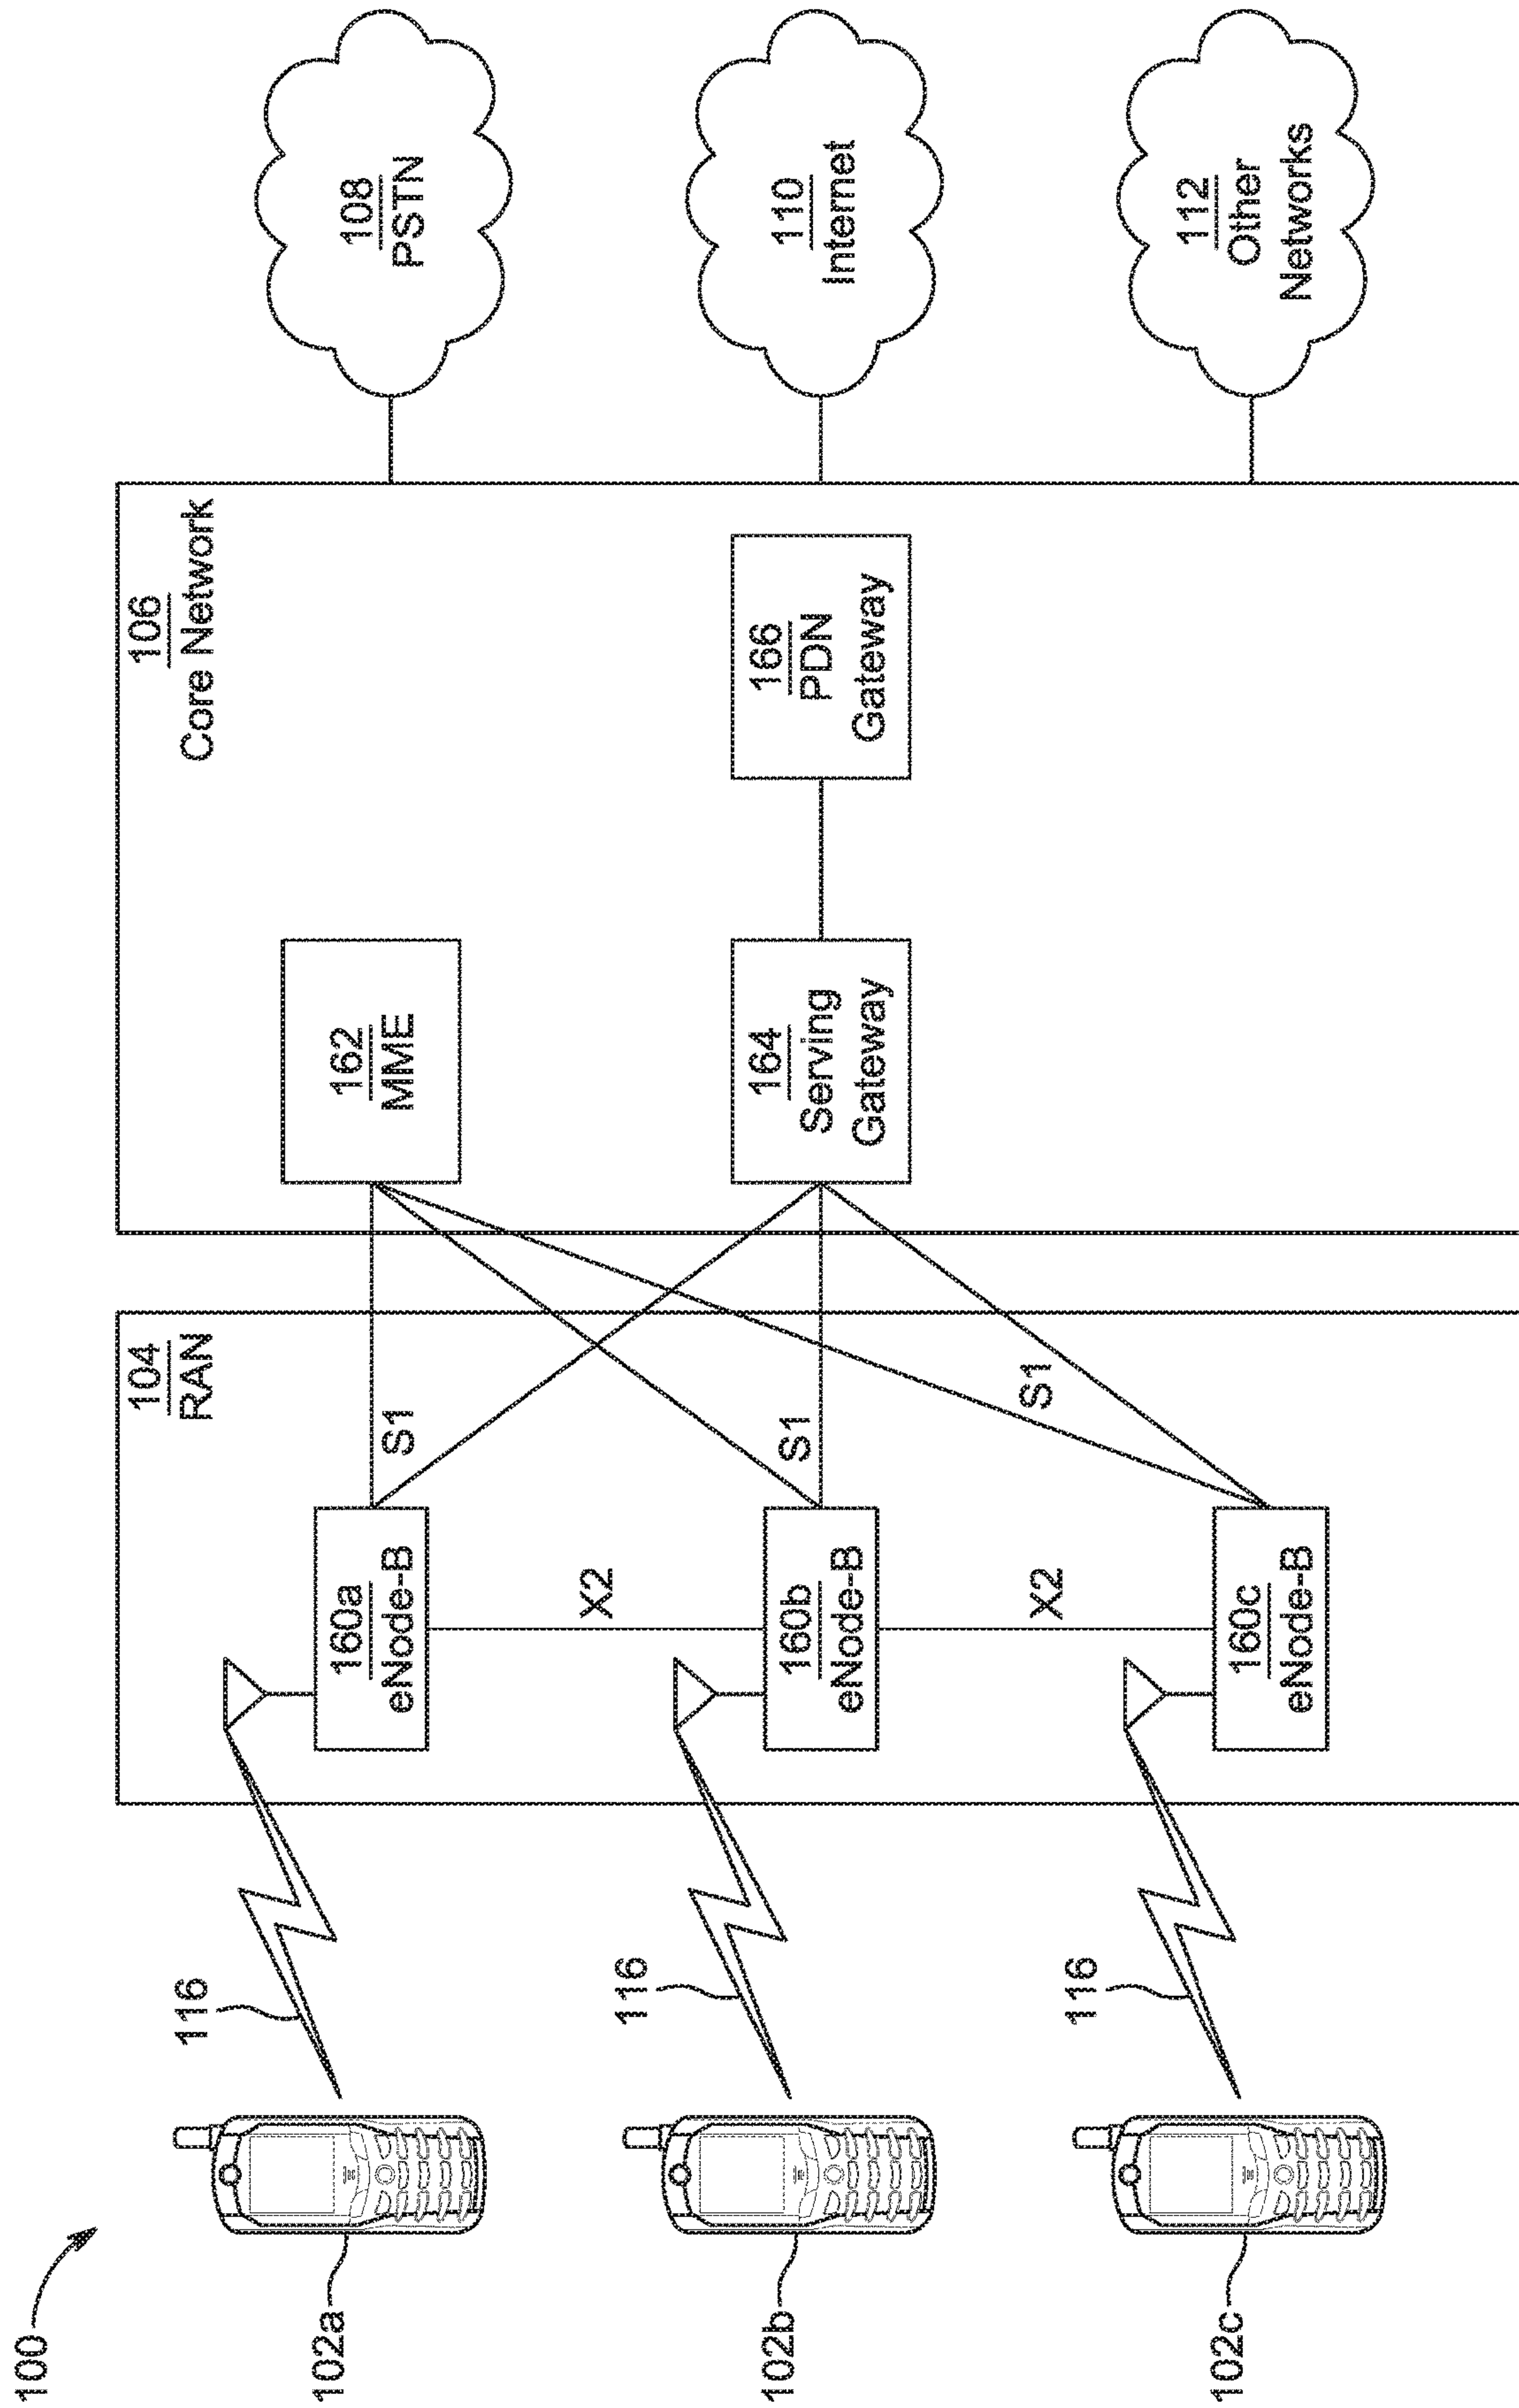 100
102a
116
102b
116
102c
116
104
RAN
160a
eNode-B
X2
160b
eNode-B
X2
160c
eNode-B
S1
S1
S1
106
Core Network
162
MME
164
Serving
Gateway
166
PDN
Gateway
108
PSTN
110
Internet
112
Other
Networks